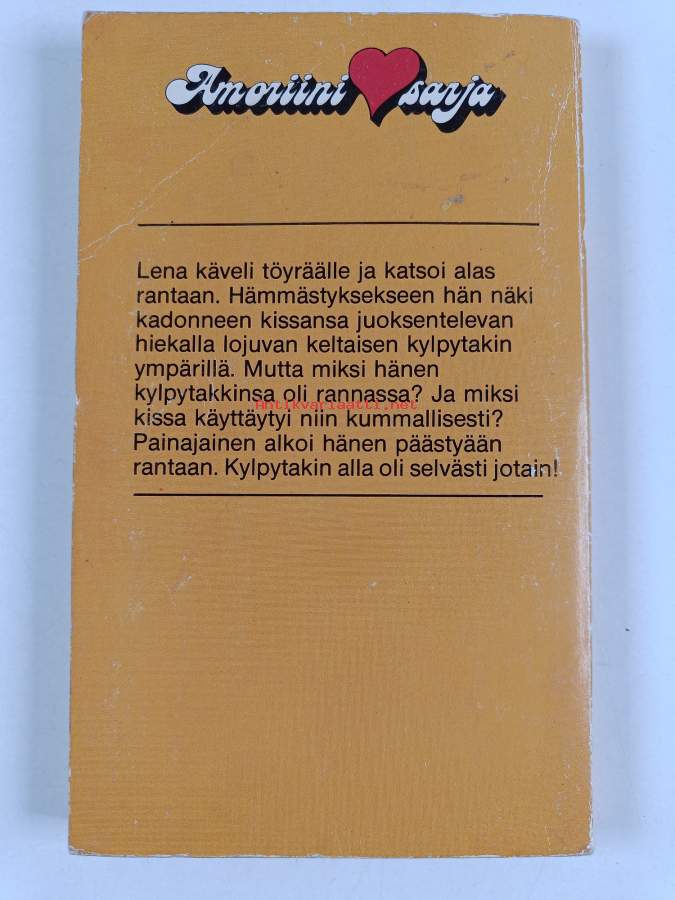 Amoriini sarja
Lena käveli töyräälle ja katsoi alas
rantaan. Hämmästyksekseen hän näki
kadonneen kissansa juoksentelevan
hiekalla lojuvan keltaisen kylpytakin
ympärillä. Mutta miksi hänen
kylpytakkinsa oli rannassa? Ja miksi
Antikvariaatti.net
kissa käyttäytyi niin kummallisesti?
Painajainen alkoi hänen päästyään
rantaan. Kylpytakin alla oli selvästi jotain!